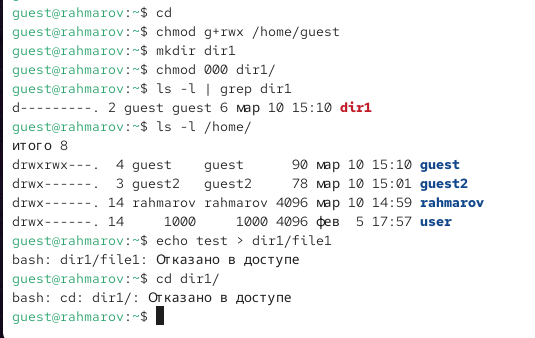 guest@rahmarov:~$ cd
guest@rahmarov:~$ chmod g+rwx /home/guest
guest@rahmarov:~$ mkdir dir1
guest@rahmarov:~$ chmod 000 dir1/
guest@rahmarov:~$ ls -l | grep dir1
d---------. 2 guest guest 6 мар 10 15:10 dir1
guest@rahmarov:~$ ls -l /home/
итого 8
drwxrwx---.  4 guest    guest      90 мар 10 15:10 guest
drwx------.  3 guest2   guest2     78 мар 10 15:01 guest2
drwx------. 14 rahmarov rahmarov 4096 мар 10 14:59 rahmarov
drwx------. 14     1000     1000 4096 фев  5 17:57 user
guest@rahmarov:~$ echo test > dir1/file1
bash: dir1/file1: Отказано в доступе
guest@rahmarov:~$ cd dir1/
bash: cd: dir1/: Отказано в доступе
guest@rahmarov:~$